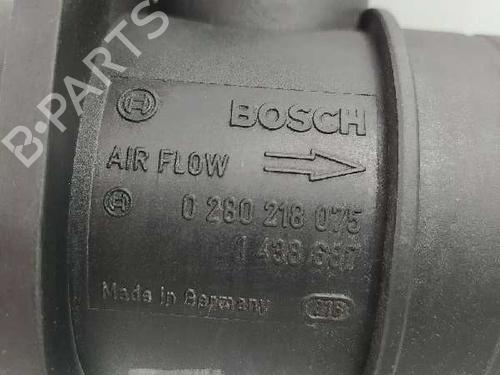 BOSCH
AIR FLOW
0 280 218 075
1 438 687
Made in Germany
B-PARTS